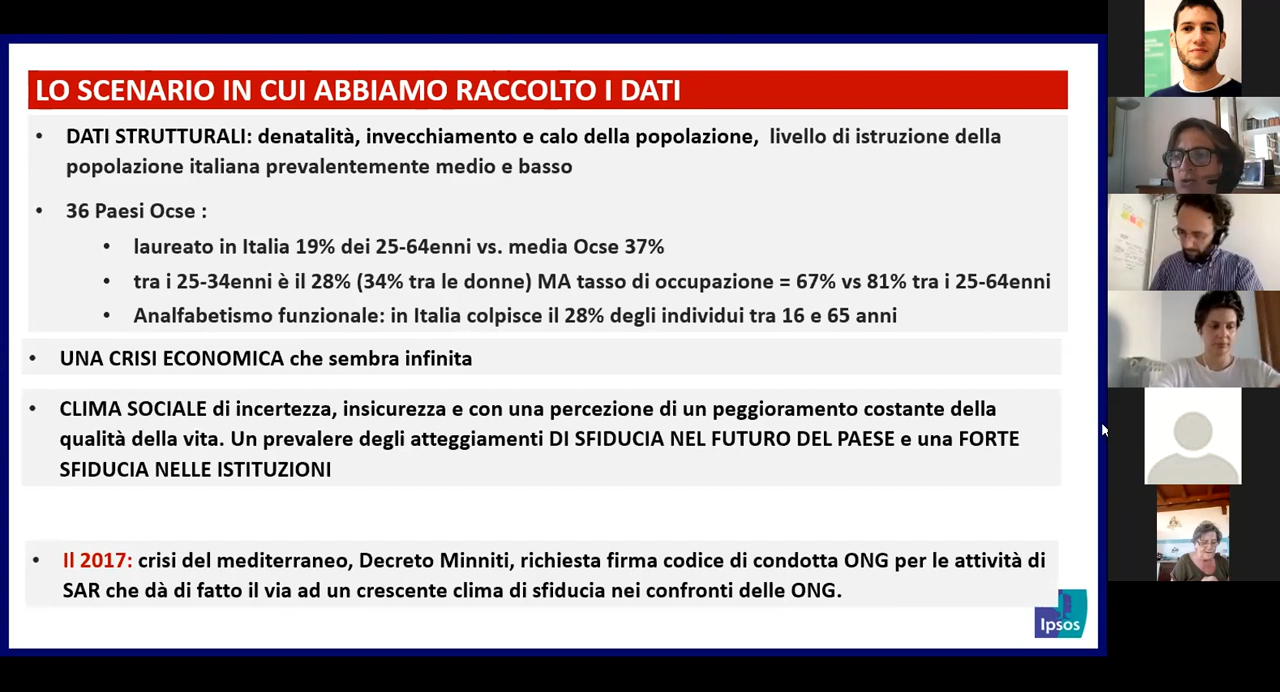 LO SCENARIO IN CUI ABBIAMO RACCOLTO I DATI
• DATI STRUTTURALI: denatalità, invecchiamento e calo della popolazione, livello di istruzione della
popolazione italiana prevalentemente medio e basso
• 36 Paesi Ocse :
• laureato in Italia 19% dei 25-64enni vs. media Ocse 37%
• tra i 25-34enni è il 28% (34% tra le donne) MA tasso di occupazione = 67% vs 81% tra i 25-64enni
• Analfabetismo funzionale: in Italia colpisce il 28% degli individui tra 16 e 65 anni
• UNA CRISI ECONOMICA che sembra infinita
• CLIMA SOCIALE di incertezza, insicurezza e con una percezione di un peggioramento costante della
qualità della vita. Un prevalere degli atteggiamenti DI SFIDUCIA NEL FUTURO DEL PAESE e una FORTE
SFIDUCIA NELLE ISTITUZIONI
• Il 2017: crisi del mediterraneo, Decreto Minniti, richiesta firma codice di condotta ONG per le attività di
SAR che dà di fatto il via ad un crescente clima di sfiducia nei confronti delle ONG.
Ipsos